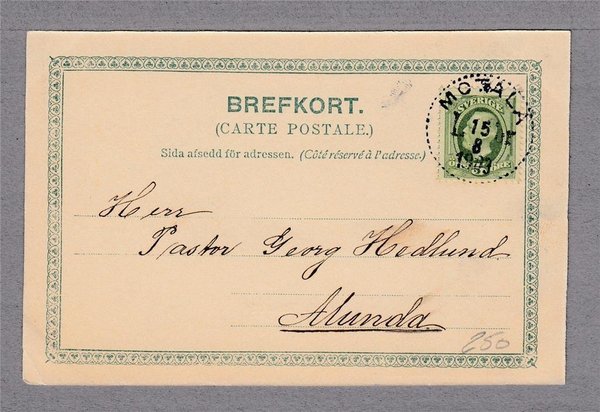 BREFKORT.
(CARTE POSTALE.)
Sida afsedd för adressen. (Côté réservé à l'adresse.)
MOTALA
SVERIGE
15
8
Herr
Pastor Georg Hedlund
Alunda
250